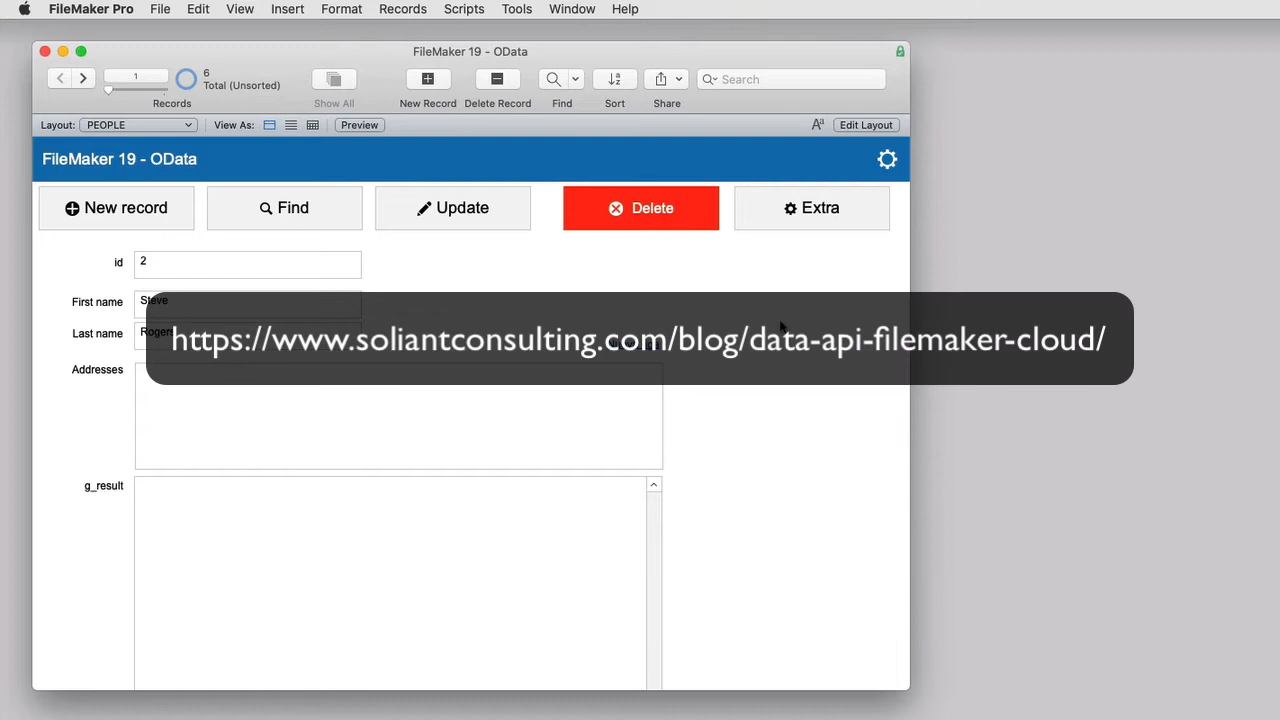 FileMaker Pro File Edit View Insert Format Records Scripts Tools Window Help
FileMaker 19 - OData
1
6
Total (Unsorted)
Search
Records Show All New Record Delete Record Find Sort Share
Layout: PEOPLE View As: Preview Aa Edit Layout
FileMaker 19 - OData
New record Find Update Delete Extra
id 2
First name Steve
Last name Rogers
https://www.soliantconsulting.com/blog/data-api-filemaker-cloud/
Addresses
g_result